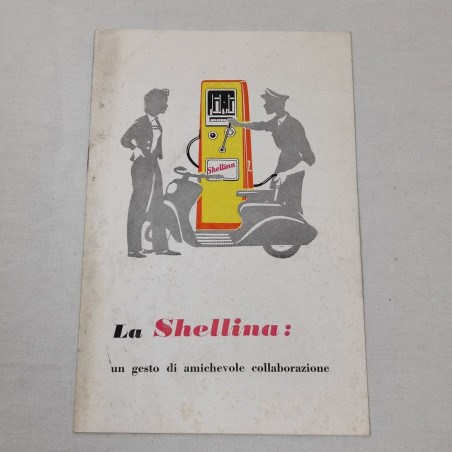 Shellina
La Shellina:
un gesto di amichevole collaborazione